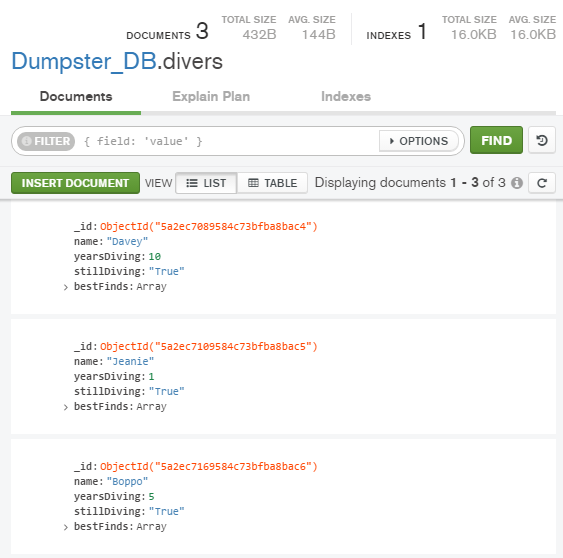 DOCUMENTS 3 TOTAL SIZE 432B AVG. SIZE 144B INDEXES 1 TOTAL SIZE 16.0KB AVG. SIZE 16.0KB
Dumpster_DB.divers
Documents Explain Plan Indexes
FILTER { field: 'value' } OPTIONS FIND
INSERT DOCUMENT VIEW LIST TABLE Displaying documents 1 - 3 of 3
_id: ObjectId("5a2ec7089584c73bfba8bac4")
name: "Davey"
yearsDiving: 10
stillDiving: "True"
bestFinds: Array
_id: ObjectId("5a2ec7109584c73bfba8bac5")
name: "Jeanie"
yearsDiving: 1
stillDiving: "True"
bestFinds: Array
_id: ObjectId("5a2ec7169584c73bfba8bac6")
name: "Boppo"
yearsDiving: 5
stillDiving: "True"
bestFinds: Array